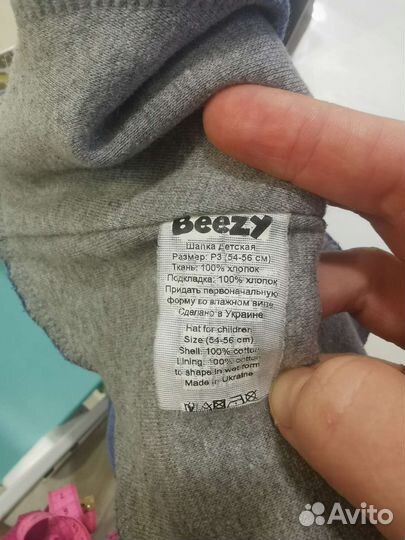 Beezy
Шапка детская
Размер: Р3 (54-56 см)
Ткань: 100% хлопок
Подкладка: 100% хлопок
Придать первоначальную
форму во влажном виде
Сделано в Украине
Hat for children
Size (54-56 cm)
Shell: 100% cotton
Lining: 100% cotton
to shape in wet form
Made in Ukraine
Avito